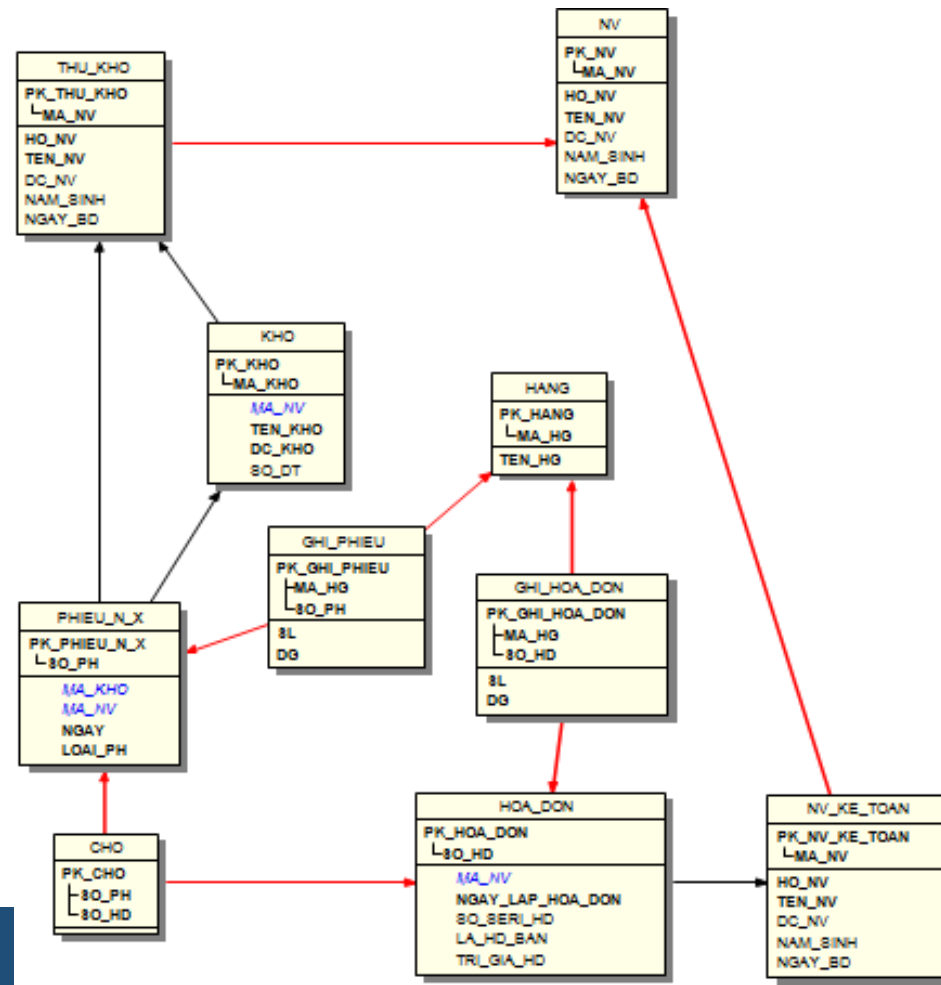 NV
PK_NV
MA_NV
HO_NV
TEN_NV
DC_NV
NAM_SINH
NGAY_BD
THU_KHO
PK_THU_KHO
MA_NV
HO_NV
TEN_NV
DC_NV
NAM_SINH
NGAY_BD
KHO
PK_KHO
MA_KHO
MA_NV
TEN_KHO
DC_KHO
SO_DT
HANG
PK_HANG
MA_HG
TEN_HG
GHI_PHIEU
PK_GHI_PHIEU
MA_HG
SO_PH
SL
DG
GHI_HOA_DON
PK_GHI_HOA_DON
MA_HG
SO_HD
SL
DG
PHIEU_N_X
PK_PHIEU_N_X
SO_PH
MA_KHO
MA_NV
NGAY
LOAI_PH
CHO
PK_CHO
SO_PH
SO_HD
HOA_DON
PK_HOA_DON
SO_HD
MA_NV
NGAY_LAP_HOA_DON
SO_SERI_HD
LA_HD_BAN
TRI_GIA_HD
NV_KE_TOAN
PK_NV_KE_TOAN
MA_NV
HO_NV
TEN_NV
DC_NV
NAM_SINH
NGAY_BD